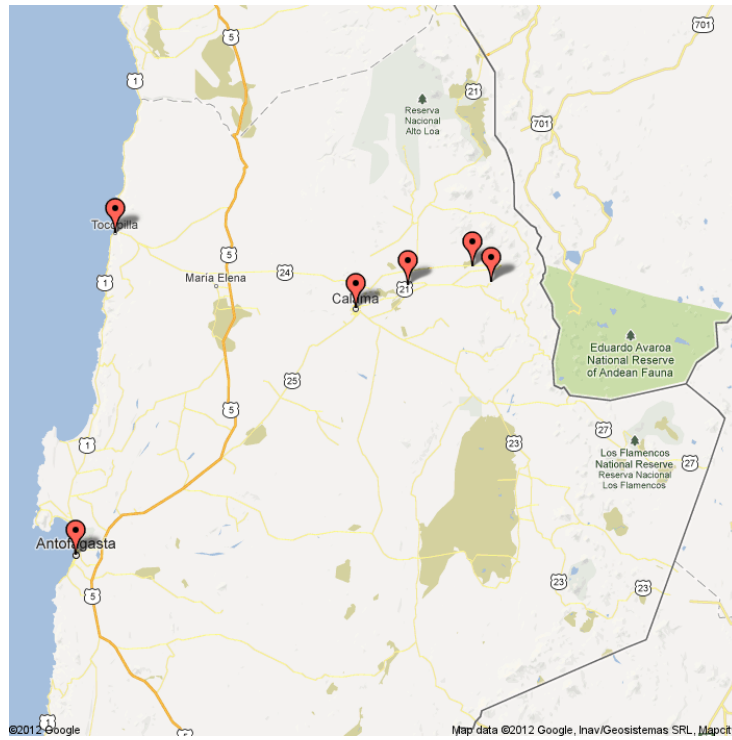 5
701
1
21
Reserva
Nacional
Alto Loa
701
Tocopilla
5
1
María Elena
24
21
Calama
Eduardo Avaroa
National Reserve
of Andean Fauna
25
5
1
23
27
Los Flamencos
National Reserve
Reserva Nacional
Los Flamencos
27
Antofagasta
23
23
5
1
5
©2012 Google
Map data ©2012 Google, Inav/Geosistemas SRL, Mapcit